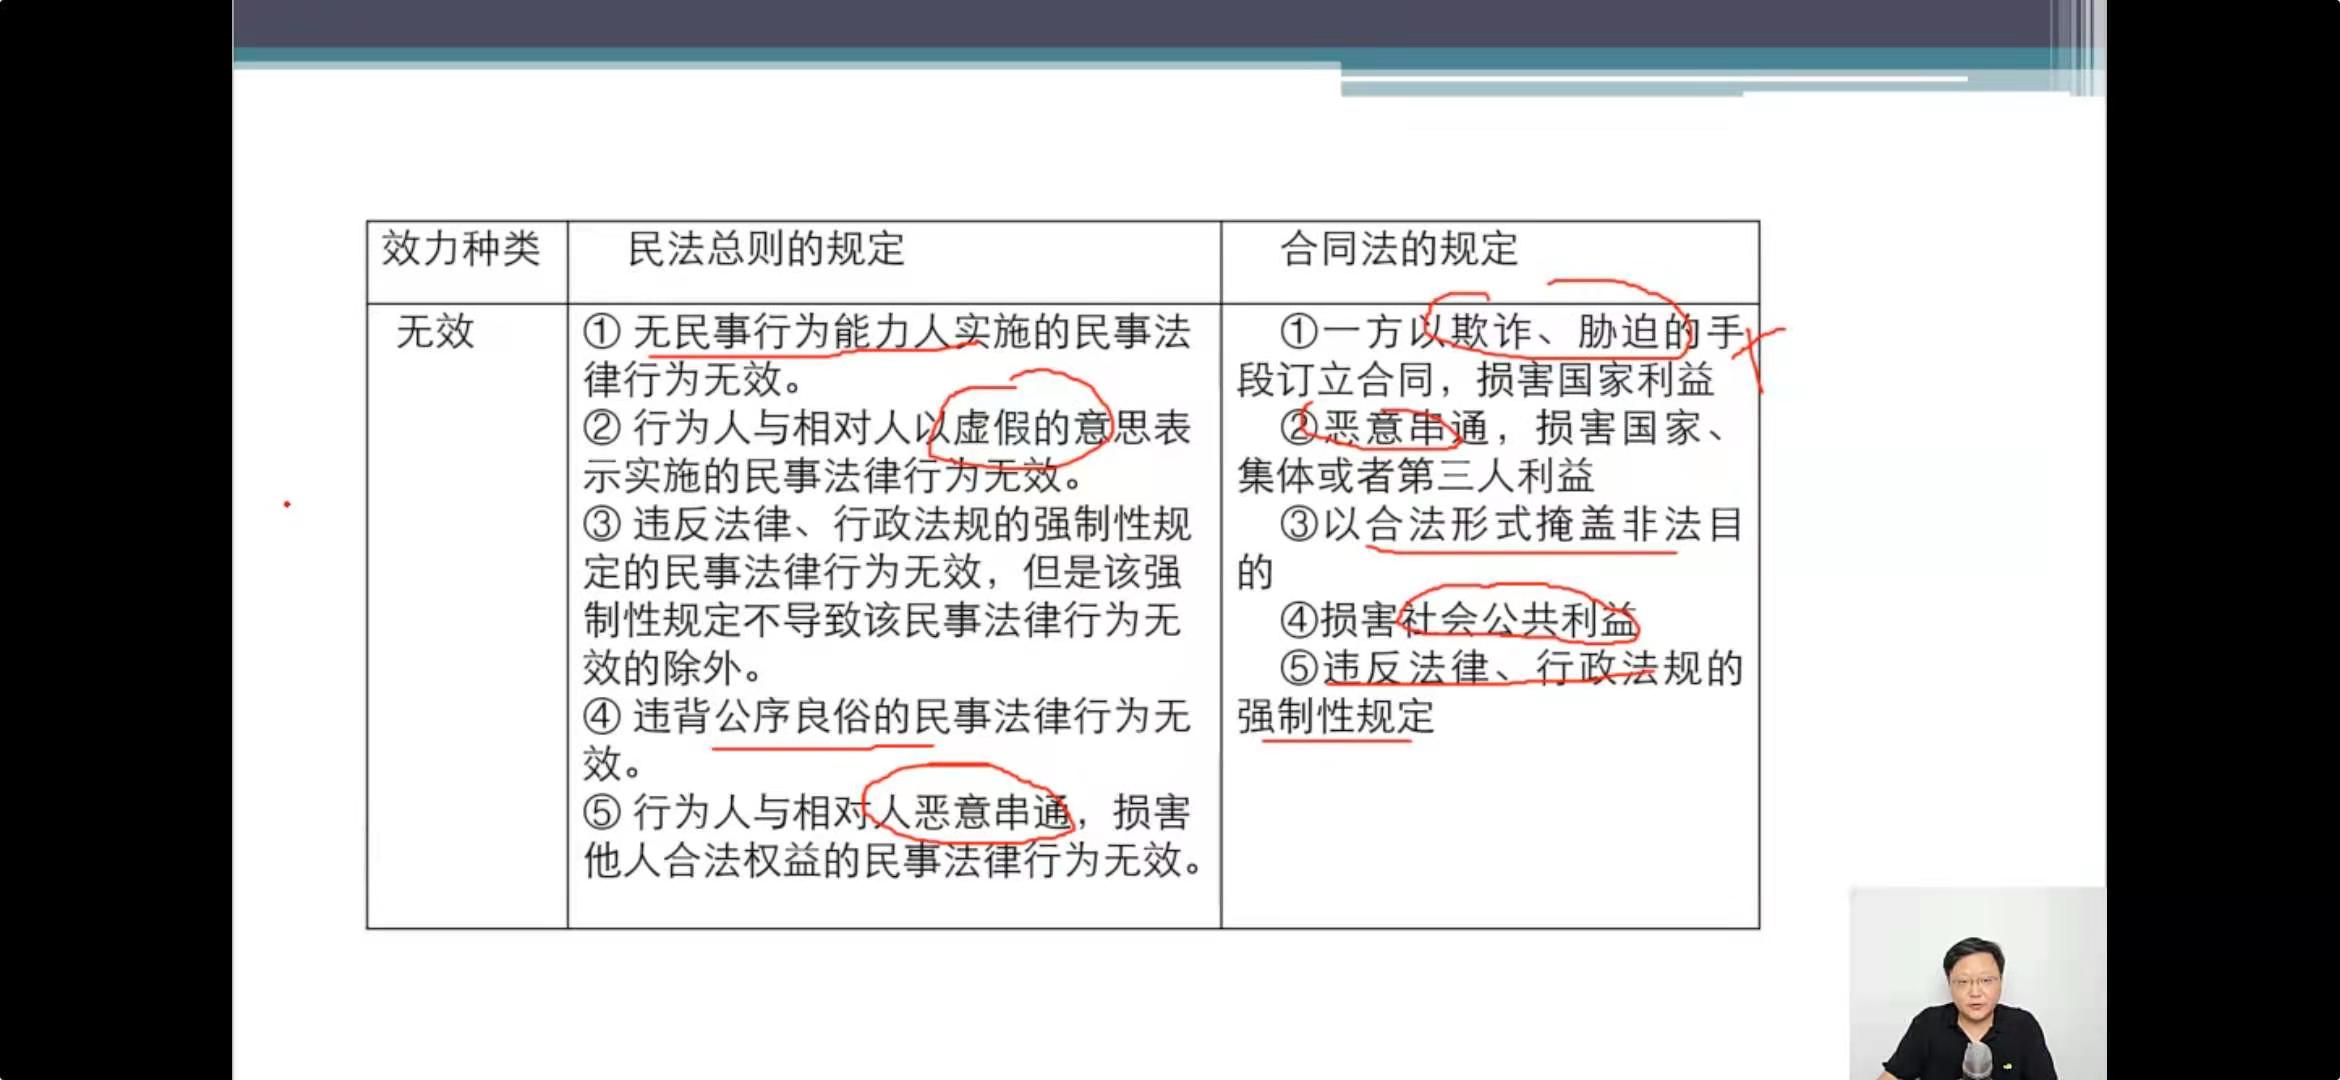 效力种类
民法总则的规定
合同法的规定
无效
① 无民事行为能力人实施的民事法
律行为无效。
② 行为人与相对人以虚假的意思表
示实施的民事法律行为无效。
③ 违反法律、行政法规的强制性规
定的民事法律行为无效，但是该强
制性规定不导致该民事法律行为无
效的除外。
④ 违背公序良俗的民事法律行为无
效。
⑤ 行为人与相对人恶意串通，损害
他人合法权益的民事法律行为无效。
①一方以欺诈、胁迫的手
段订立合同，损害国家利益
②恶意串通，损害国家、
集体或者第三人利益
③以合法形式掩盖非法目
的
④损害社会公共利益
⑤违反法律、行政法规的
强制性规定